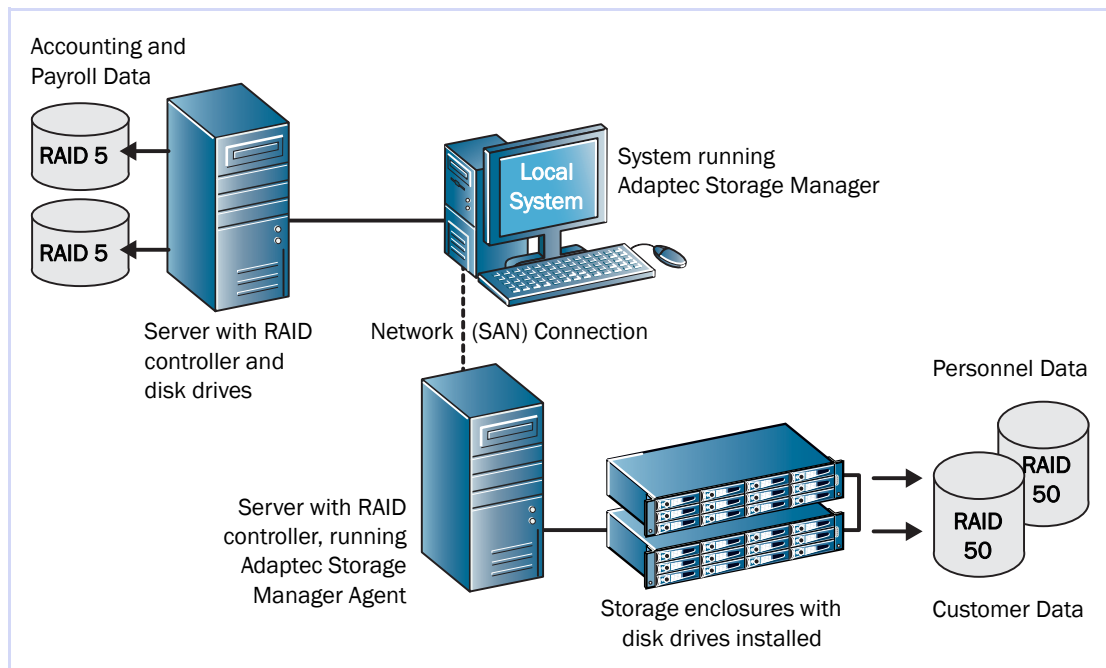 Accounting and
Payroll Data
RAID 5
RAID 5
Local
System
System running
Adaptec Storage Manager
Server with RAID
controller and
disk drives
Network (SAN) Connection
Personnel Data
RAID
50
RAID
50
Server with RAID
controller, running
Adaptec Storage
Manager Agent
Storage enclosures with
disk drives installed
Customer Data